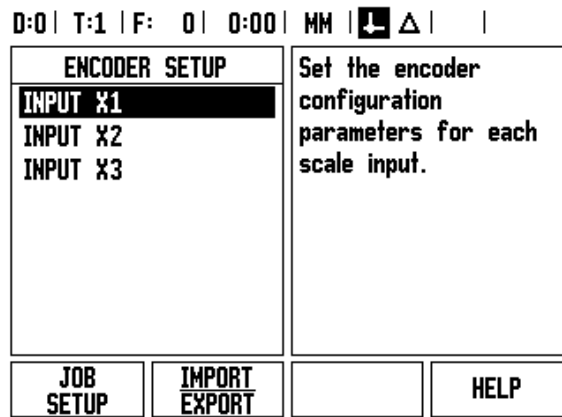 D:0 | T:1 | F: 0 | 0:00 | MM | Δ | |
ENCODER SETUP
INPUT X1
INPUT X2
INPUT X3
Set the encoder
configuration
parameters for each
scale input.
JOB
SETUP
IMPORT
EXPORT
HELP